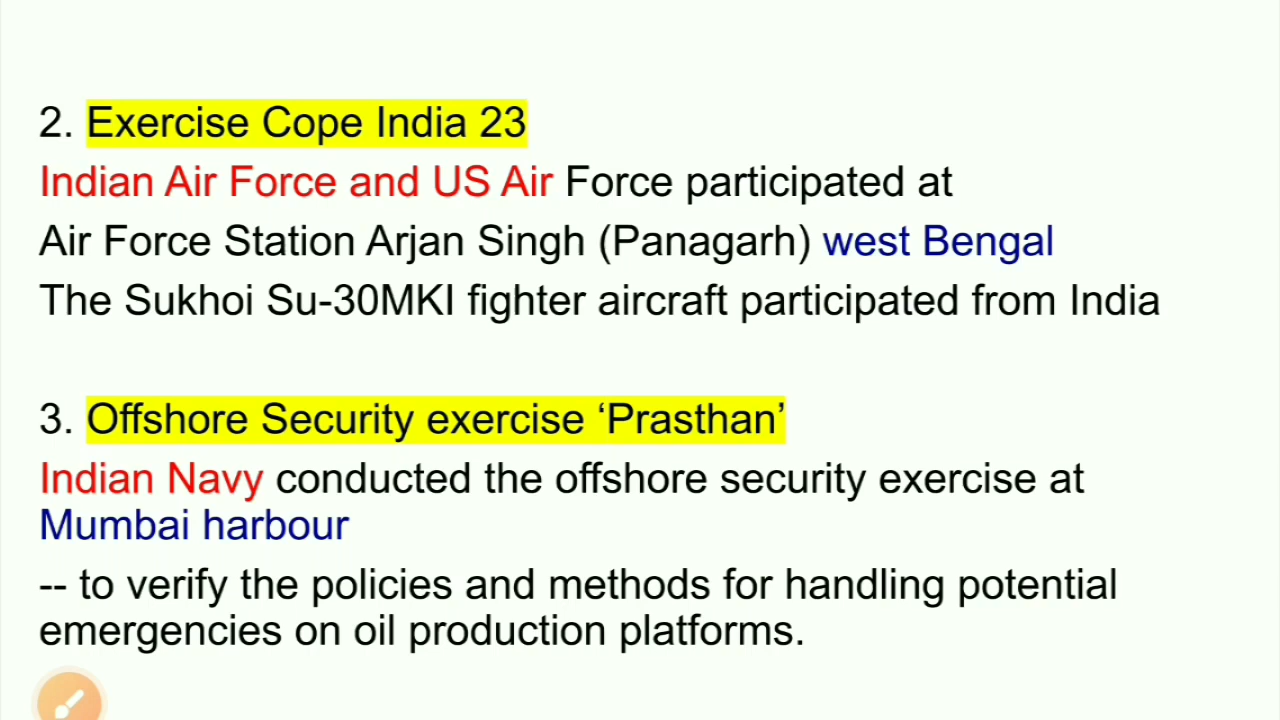 2. Exercise Cope India 23
Indian Air Force and US Air Force participated at
Air Force Station Arjan Singh (Panagarh) west Bengal
The Sukhoi Su-30MKI fighter aircraft participated from India
3. Offshore Security exercise ‘Prasthan’
Indian Navy conducted the offshore security exercise at
Mumbai harbour
-- to verify the policies and methods for handling potential
emergencies on oil production platforms.